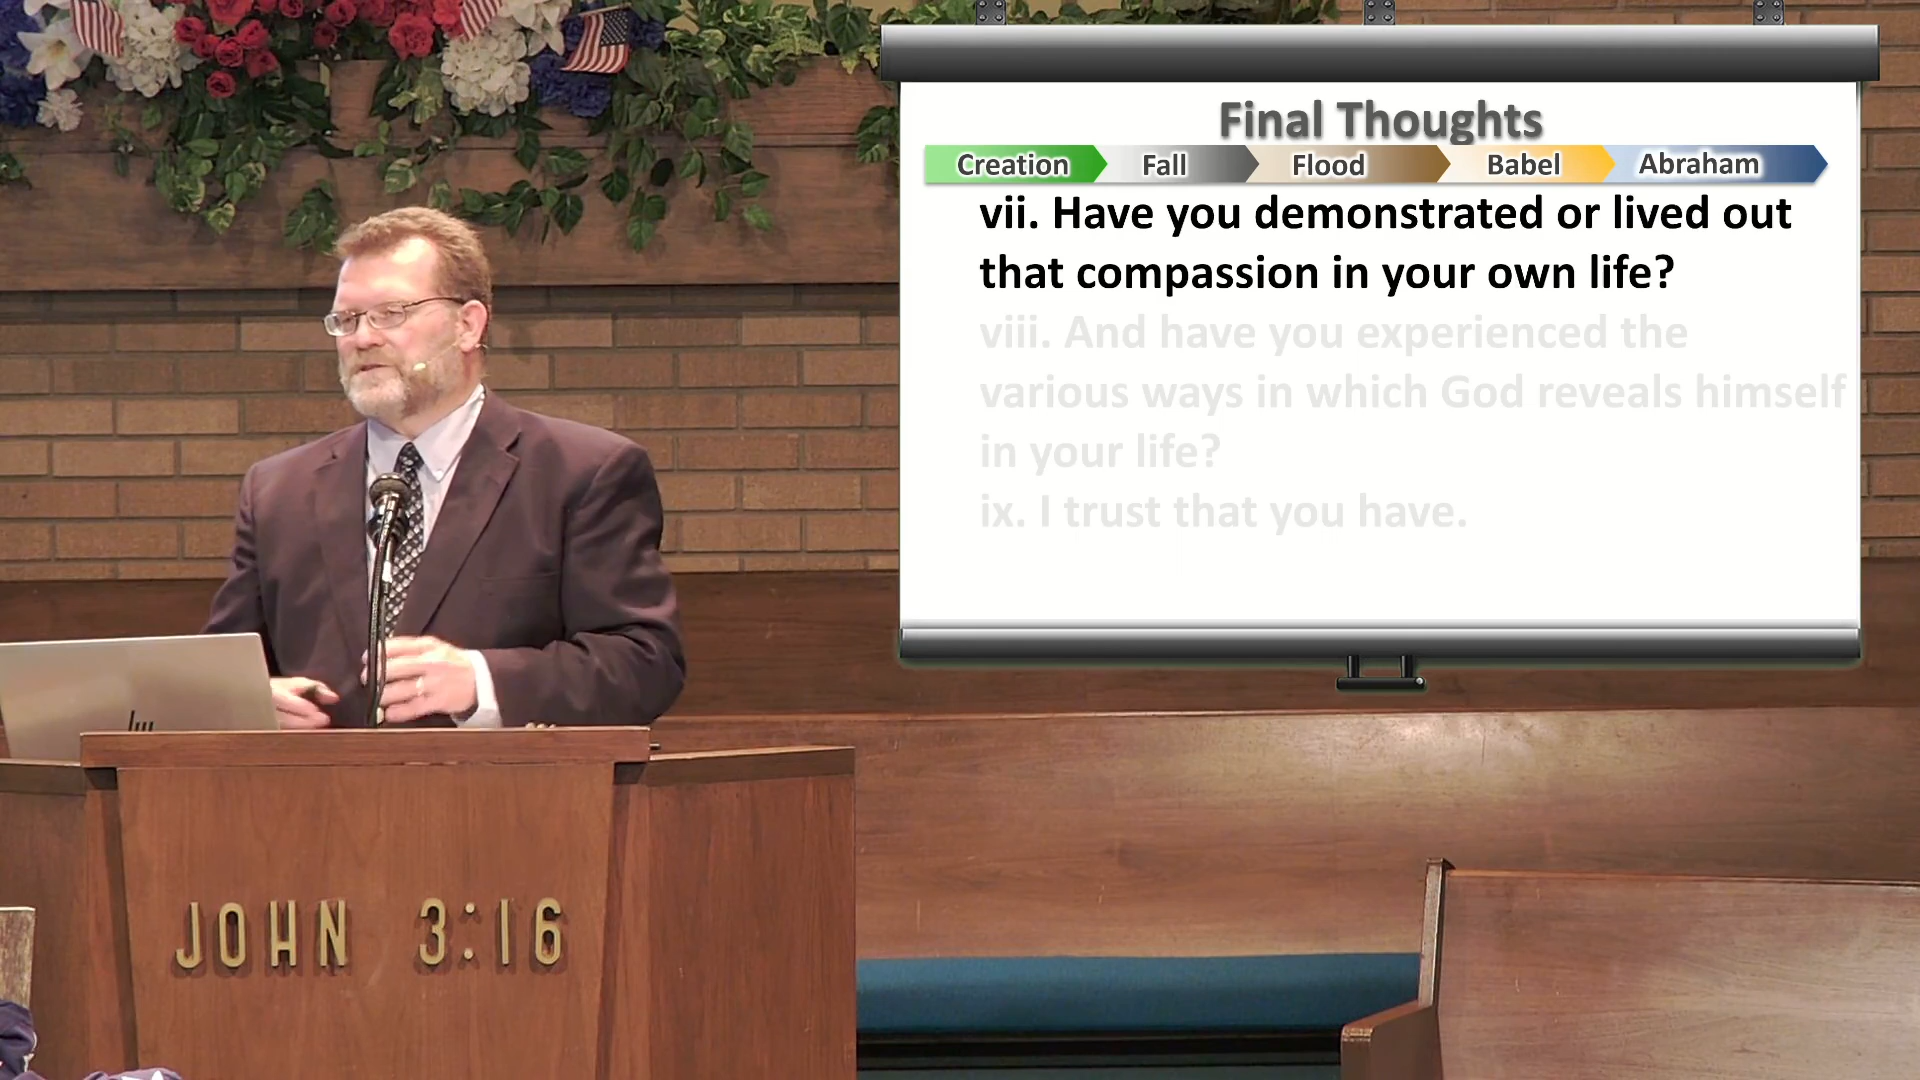 Final Thoughts
Creation Fall Flood Babel Abraham
vii. Have you demonstrated or lived out
that compassion in your own life?
viii. And have you experienced the
various ways in which God reveals himself
in your life?
ix. I trust that you have.
hp
JOHN 3:16